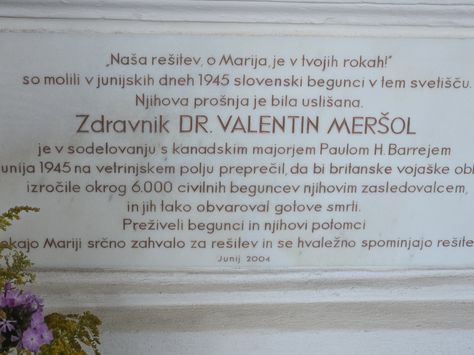 „Naša rešitev, o Marija, je v tvojih rokah!”
so molili v junijskih dneh 1945 slovenski begunci v tem svetišču.
Njihova prošnja je bila uslišana.
Zdravnik DR. VALENTIN MERŠOL
je v sodelovanju s kanadskim majorjem Paulom H. Barrejem
unija 1945 na vetrinjskem polju preprečil, da bi britanske vojaške obl
izročile okrog 6.000 civilnih beguncev njihovim zasledovalcem,
in jih tako obvaroval gotove smrti.
Preživeli begunci in njihovi potomci
ekajo Mariji srčno zahvalo za rešitev in se hvaležno spominjajo rešite
Junij 2004